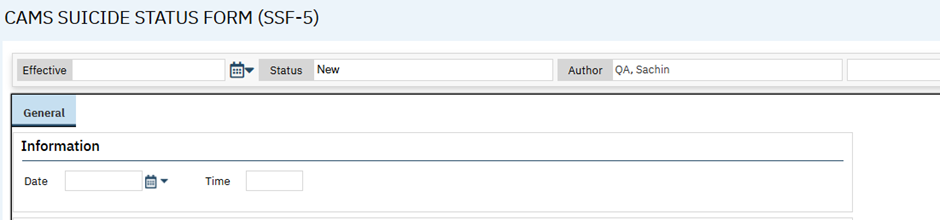 CAMS SUICIDE STATUS FORM (SSF-5)
Effective Status New Author QA, Sachin
General
Information
Date Time